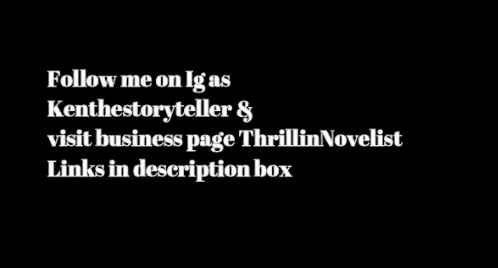 Follow me on Ig as
Kenthestoryteller &
visit business page ThrillinNovelist
Links in description box